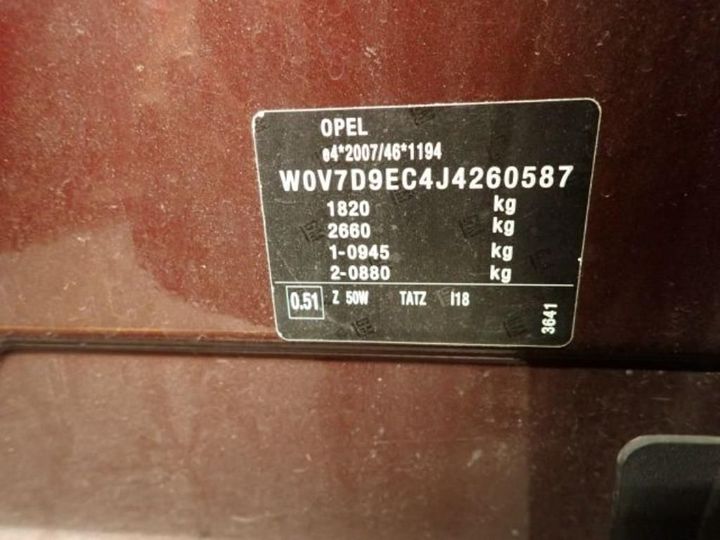 OPEL
e4*2007/46*1194
W0V7D9EC4J4260587
1820 kg
2660 kg
1-0945 kg
2-0880 kg
0.51 Z 50W TATZ I18
3641